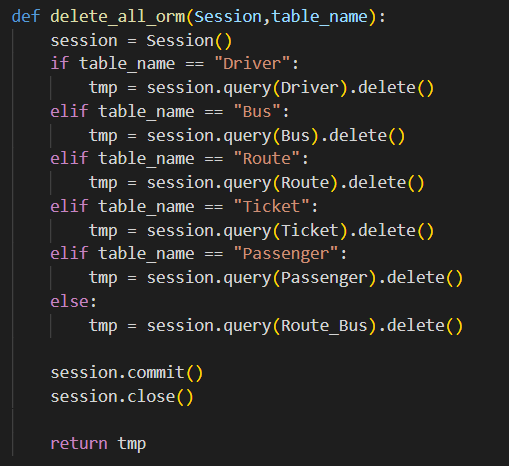 def delete_all_orm(Session,table_name):
    session = Session()
    if table_name == "Driver":
        tmp = session.query(Driver).delete()
    elif table_name == "Bus":
        tmp = session.query(Bus).delete()
    elif table_name == "Route":
        tmp = session.query(Route).delete()
    elif table_name == "Ticket":
        tmp = session.query(Ticket).delete()
    elif table_name == "Passenger":
        tmp = session.query(Passenger).delete()
    else:
        tmp = session.query(Route_Bus).delete()

    session.commit()
    session.close()

    return tmp